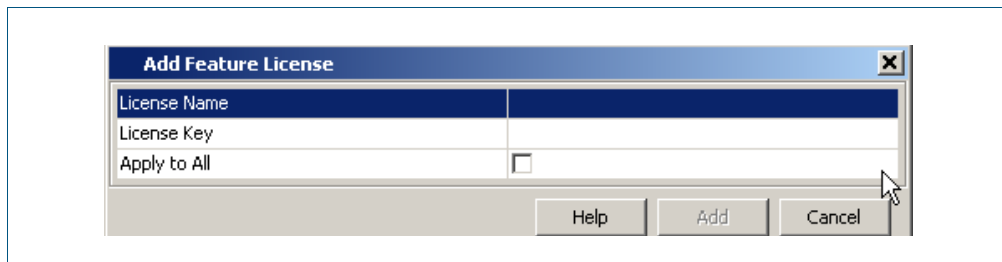 Add Feature License
License Name
License Key
Apply to All
Help Add Cancel